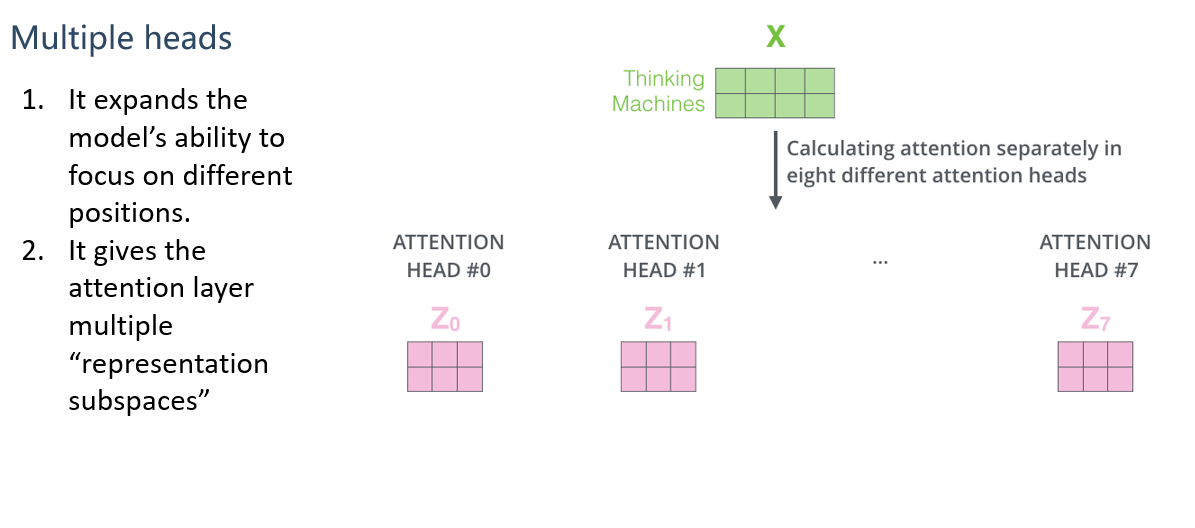 Multiple heads
1. It expands the
model’s ability to
focus on different
positions.
2. It gives the
attention layer
multiple
“representation
subspaces”
X
Thinking
Machines
Calculating attention separately in
eight different attention heads
ATTENTION
HEAD #0
ATTENTION
HEAD #1
...
ATTENTION
HEAD #7
Z0
Z1
Z7